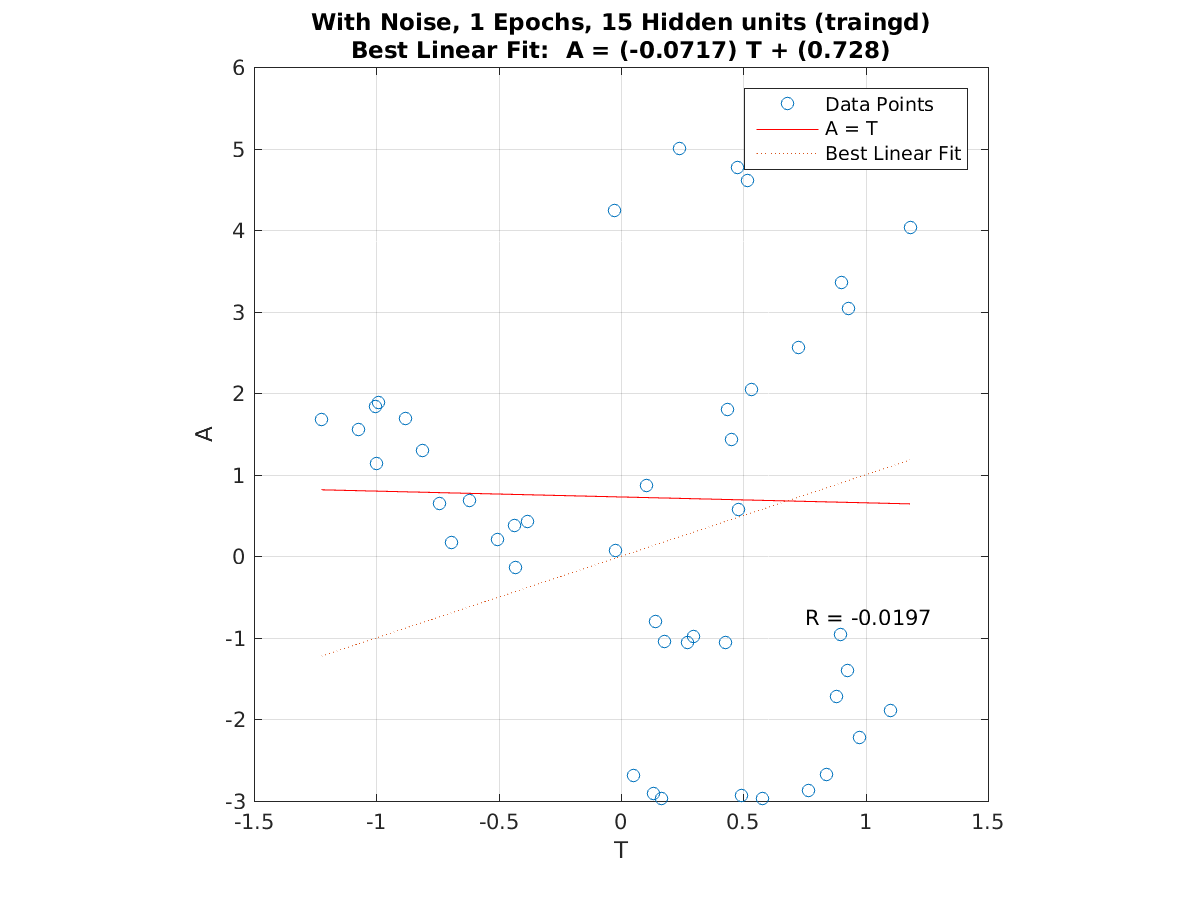 With Noise, 1 Epochs, 15 Hidden units (traingd)
Best Linear Fit:  A = (-0.0717) T + (0.728)
6
Data Points
A = T
Best Linear Fit
5
4
3
2
A
1
0
R = -0.0197
-1
-2
-3
-1.5 -1 -0.5 0 0.5 1 1.5
T